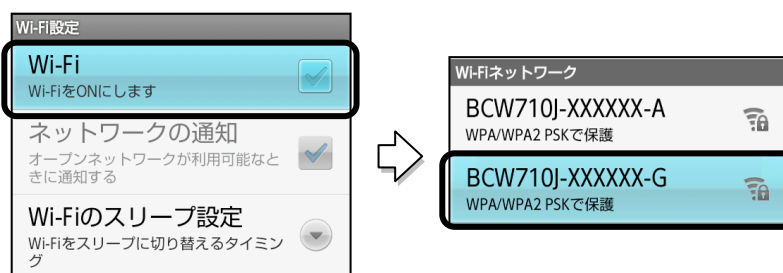 Wi-Fi設定
Wi-Fi
Wi-FiをONにします
ネットワークの通知
オープンネットワークが利用可能なと
きに通知する
Wi-Fiのスリープ設定
Wi-Fiをスリープに切り替えるタイミン
グ
Wi-Fiネットワーク
BCW710J-XXXXXX-A
WPA/WPA2 PSKで保護
BCW710J-XXXXXX-G
WPA/WPA2 PSKで保護